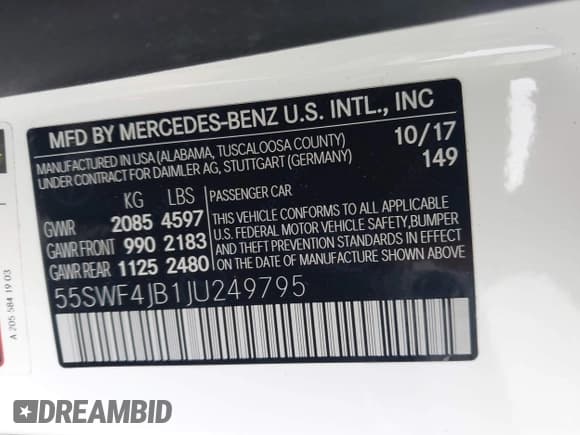 MFD BY MERCEDES-BENZ U.S. INTL., INC
MANUFACTURED IN USA (ALABAMA, TUSCALOOSA COUNTY)
UNDER CONTRACT FOR DAIMLER AG, STUTTGART (GERMANY)
10/17
149
KG LBS
GVWR 2085 4597
GAWR FRONT 990 2183
GAWR REAR 1125 2480
PASSENGER CAR
THIS VEHICLE CONFORMS TO ALL APPLICABLE
U.S. FEDERAL MOTOR VEHICLE SAFETY, BUMPER
AND THEFT PREVENTION STANDARDS IN EFFECT
ON THE DATE OF MANUFACTURE SHOWN ABOVE.
55SWF4JB1JU249795
A 205 584 19 03
DREAMBID